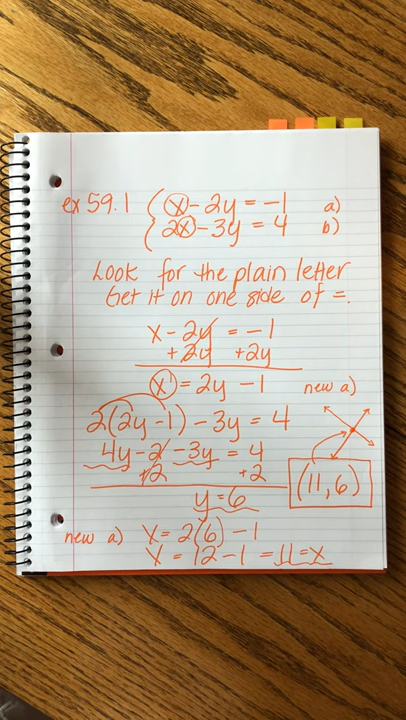 ex 59.1 { x - 2y = -1 a)
2x - 3y = 4 b)
Look for the plain letter
Get it on one side of =.
x - 2y = -1
+2y +2y
x = 2y - 1 new a)
2(2y - 1) - 3y = 4
4y - 2 - 3y = 4
+2 +2
y = 6
(11, 6)
new a) x = 2(6) - 1
x = 12 - 1 = 11 = x